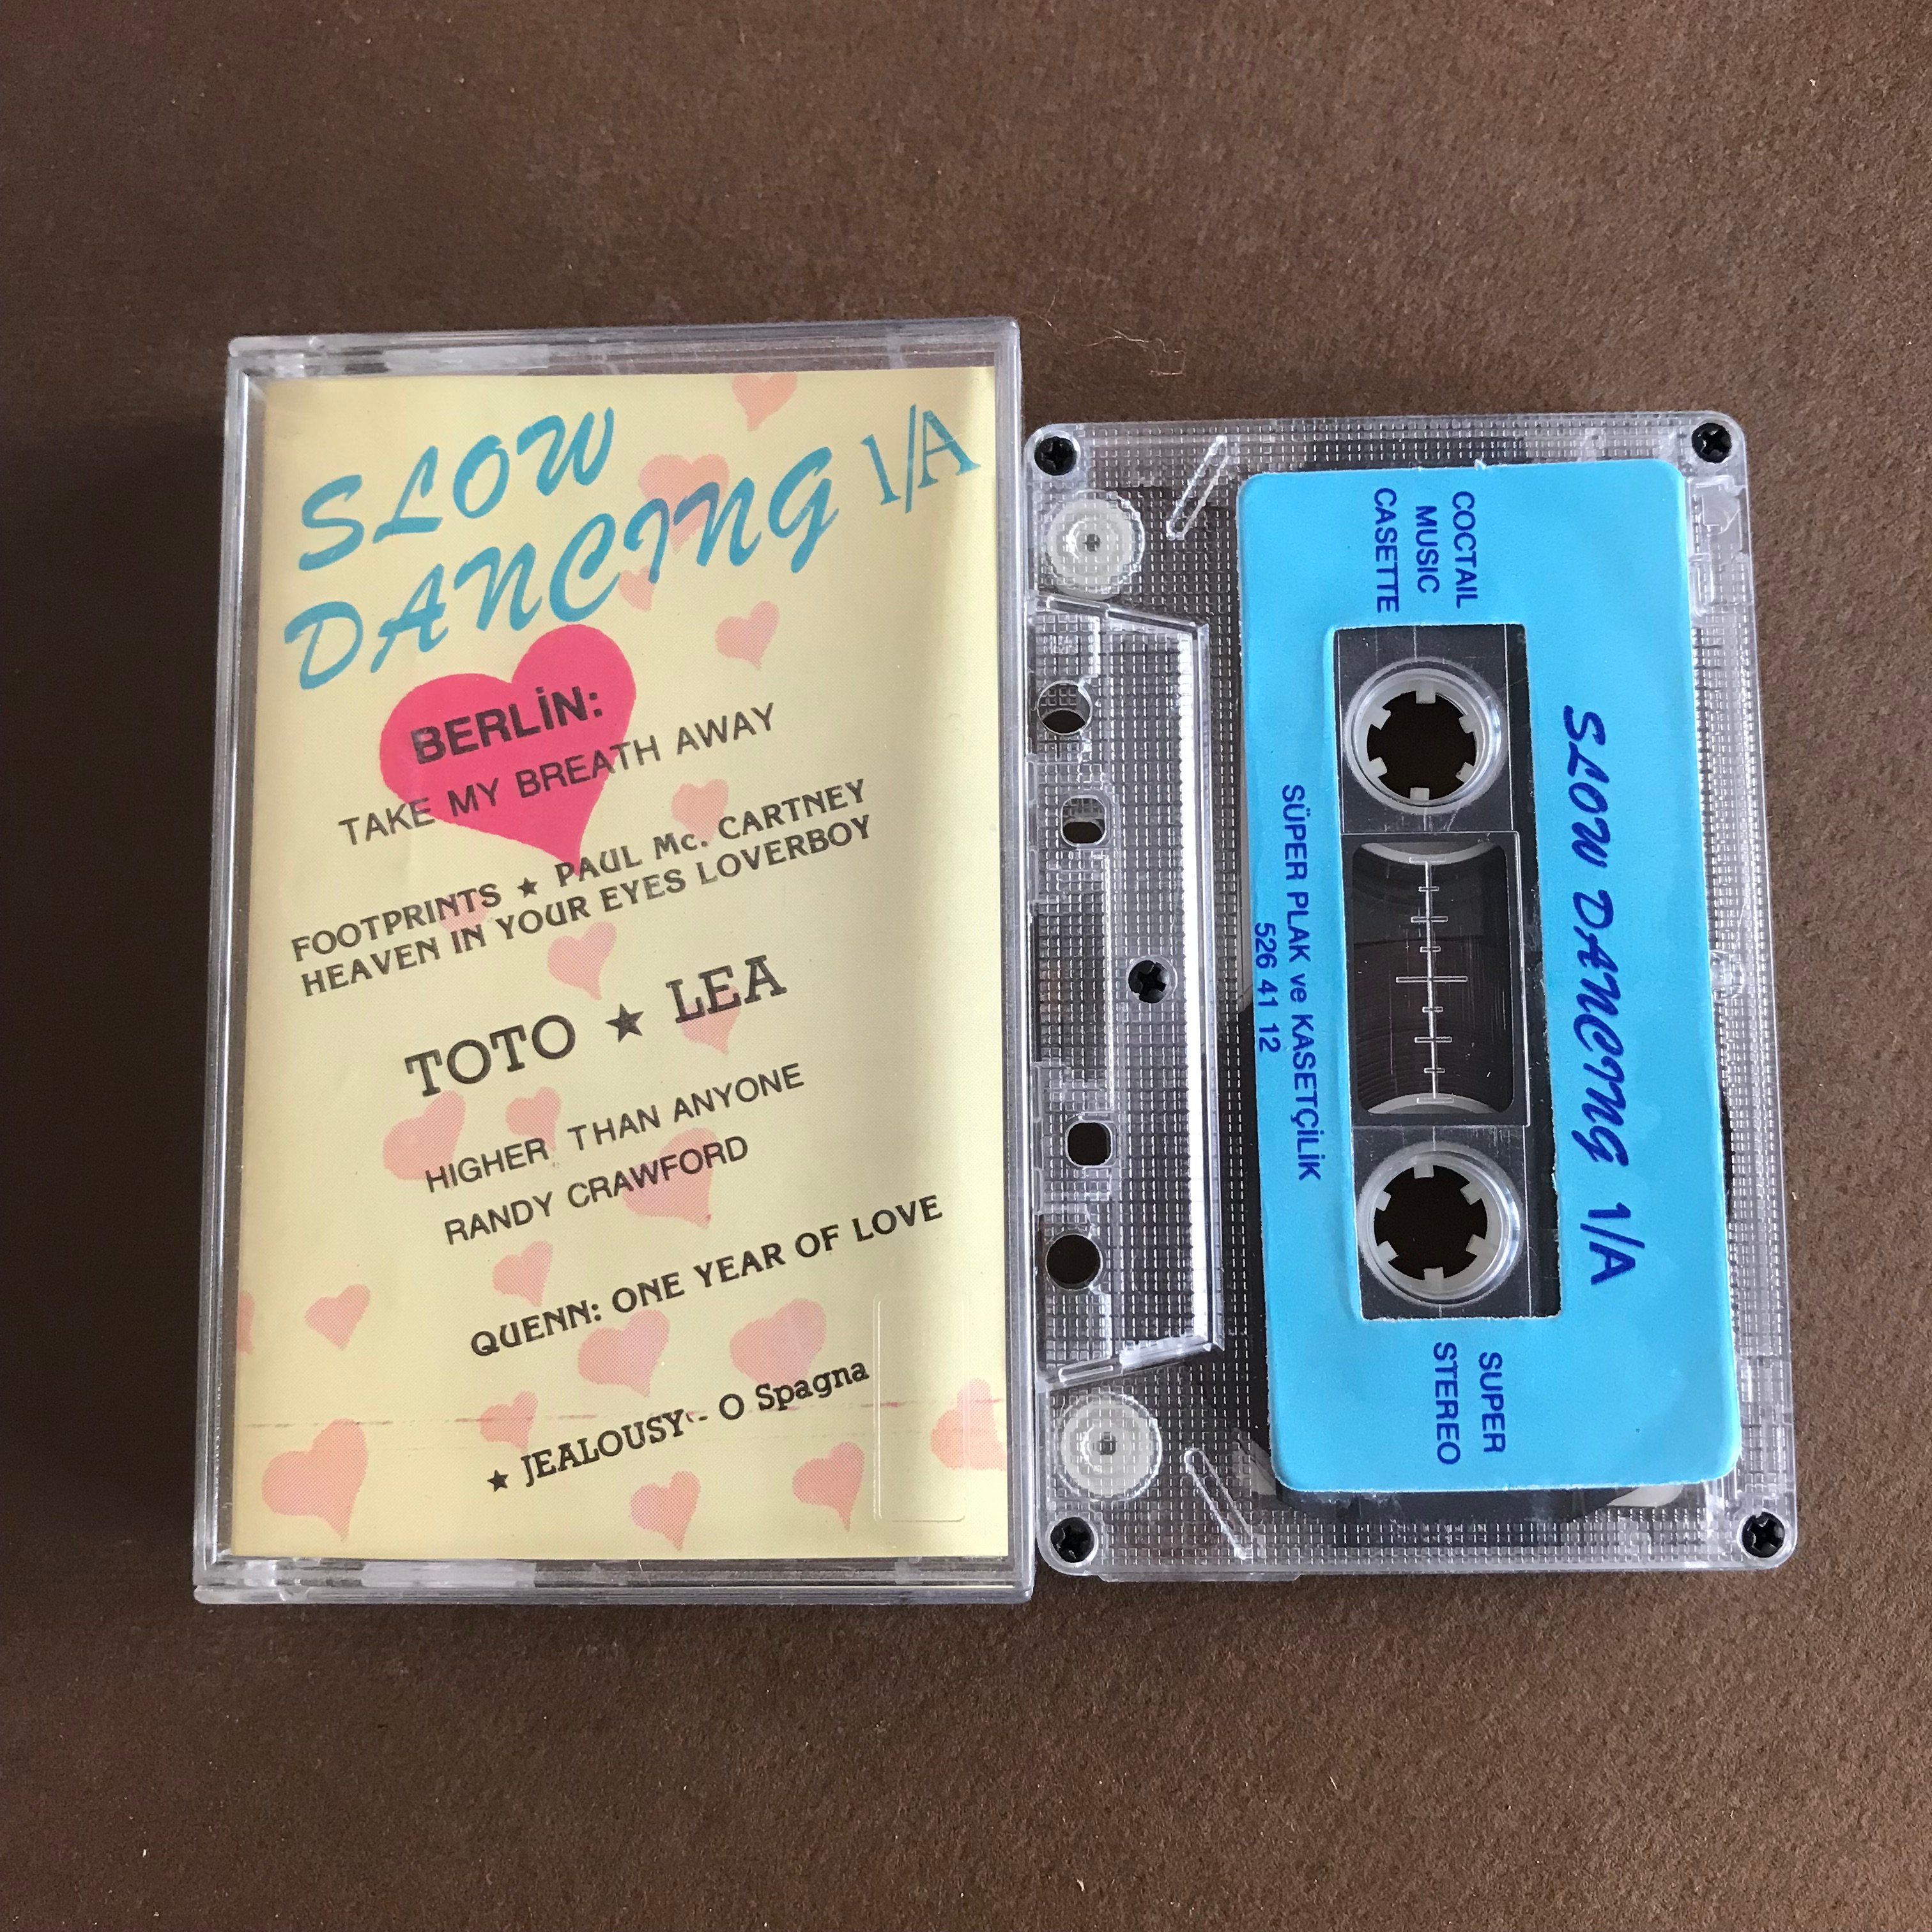 SLOW
DANCING 1/A
BERLİN:
TAKE MY BREATH AWAY
FOOTPRINTS ★ PAUL Mc. CARTNEY
HEAVEN IN YOUR EYES LOVERBOY
TOTO ★ LEA
HIGHER THAN ANYONE
RANDY CRAWFORD
QUENN: ONE YEAR OF LOVE
★ JEALOUSY - O Spagna
COCTAIL
MUSIC
CASETTE
SLOW DANCING 1/A
SÜPER PLAK ve KASETÇİLİK
526 41 12
SUPER
STEREO